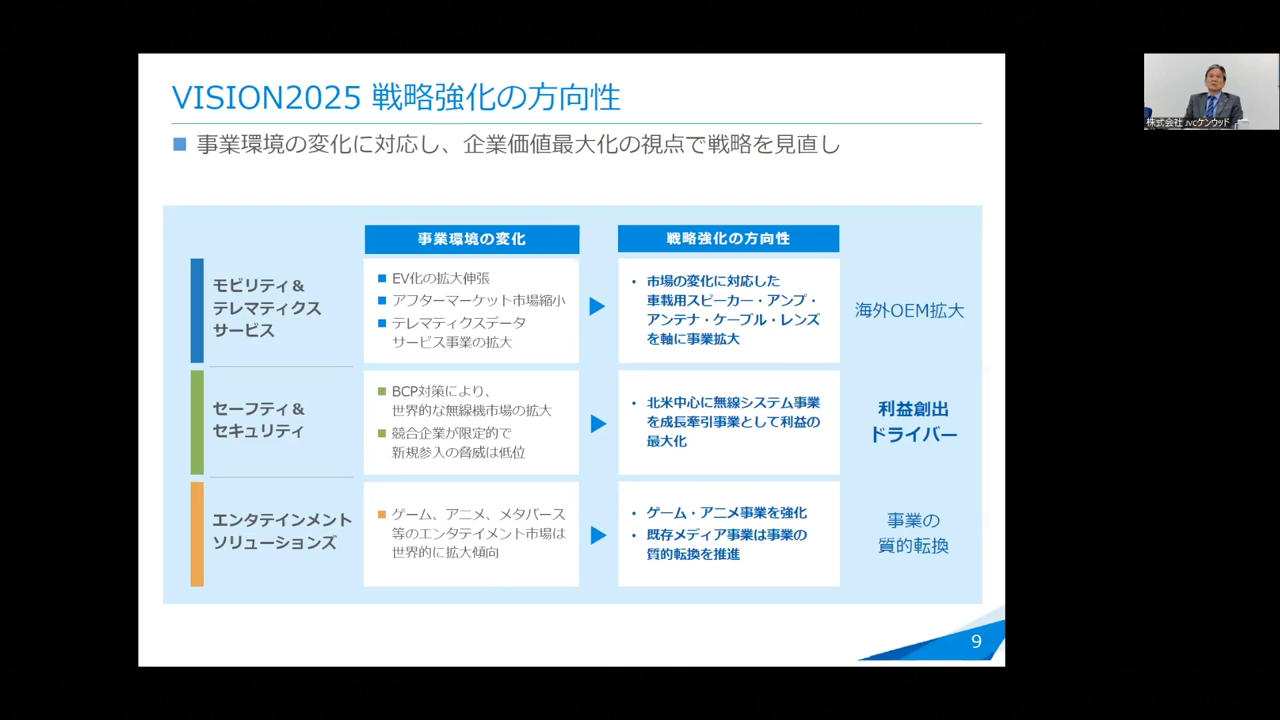 VISION2025 戦略強化の方向性
事業環境の変化に対応し、企業価値最大化の視点で戦略を見直し
事業環境の変化
戦略強化の方向性
モビリティ＆
テレマティクス
サービス
EV化の拡大伸張
アフターマーケット市場縮小
テレマティクスデータ
サービス事業の拡大
・ 市場の変化に対応した
車載用スピーカー・アンプ・
アンテナ・ケーブル・レンズ
を軸に事業拡大
海外OEM拡大
セーフティ＆
セキュリティ
BCP対策により、
世界的な無線機市場の拡大
競合企業が限定的で
新規参入の脅威は低位
・ 北米中心に無線システム事業
を成長牽引事業として利益の
最大化
利益創出
ドライバー
エンタテインメント
ソリューションズ
ゲーム、アニメ、メタバース
等のエンタテイメント市場は
世界的に拡大傾向
・ ゲーム・アニメ事業を強化
・ 既存メディア事業は事業の
質的転換を推進
事業の
質的転換
9
株式会社JVCケンウッド